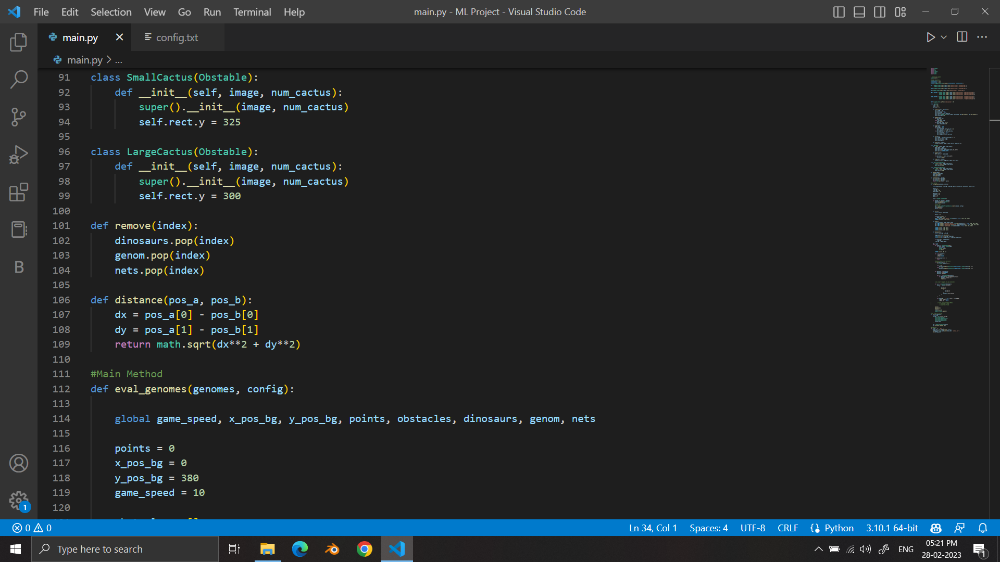 File Edit Selection View Go Run Terminal Help main.py - ML Project - Visual Studio Code
main.py config.txt
main.py > ...
91 class SmallCactus(Obstable):
92     def __init__(self, image, num_cactus):
93         super().__init__(image, num_cactus)
94         self.rect.y = 325
95
96 class LargeCactus(Obstable):
97     def __init__(self, image, num_cactus):
98         super().__init__(image, num_cactus)
99         self.rect.y = 300
100
101 def remove(index):
102     dinosaurs.pop(index)
103     genom.pop(index)
104     nets.pop(index)
105
106 def distance(pos_a, pos_b):
107     dx = pos_a[0] - pos_b[0]
108     dy = pos_a[1] - pos_b[1]
109     return math.sqrt(dx**2 + dy**2)
110
111 #Main Method
112 def eval_genomes(genomes, config):
113
114     global game_speed, x_pos_bg, y_pos_bg, points, obstacles, dinosaurs, genom, nets
115
116     points = 0
117     x_pos_bg = 0
118     y_pos_bg = 380
119     game_speed = 10
120
B
1
0 0 Ln 34, Col 1 Spaces: 4 UTF-8 CRLF Python 3.10.1 64-bit
Type here to search ENG 05:21 PM
28-02-2023 1